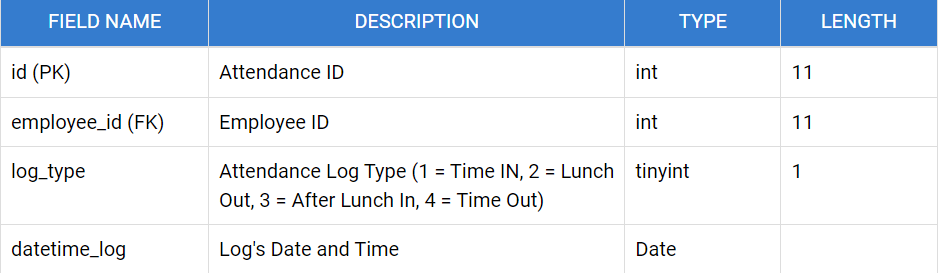 FIELD NAME DESCRIPTION TYPE LENGTH
id (PK) Attendance ID int 11
employee_id (FK) Employee ID int 11
log_type Attendance Log Type (1 = Time IN, 2 = Lunch tinyint 1
Out, 3 = After Lunch In, 4 = Time Out)
datetime_log Log's Date and Time Date